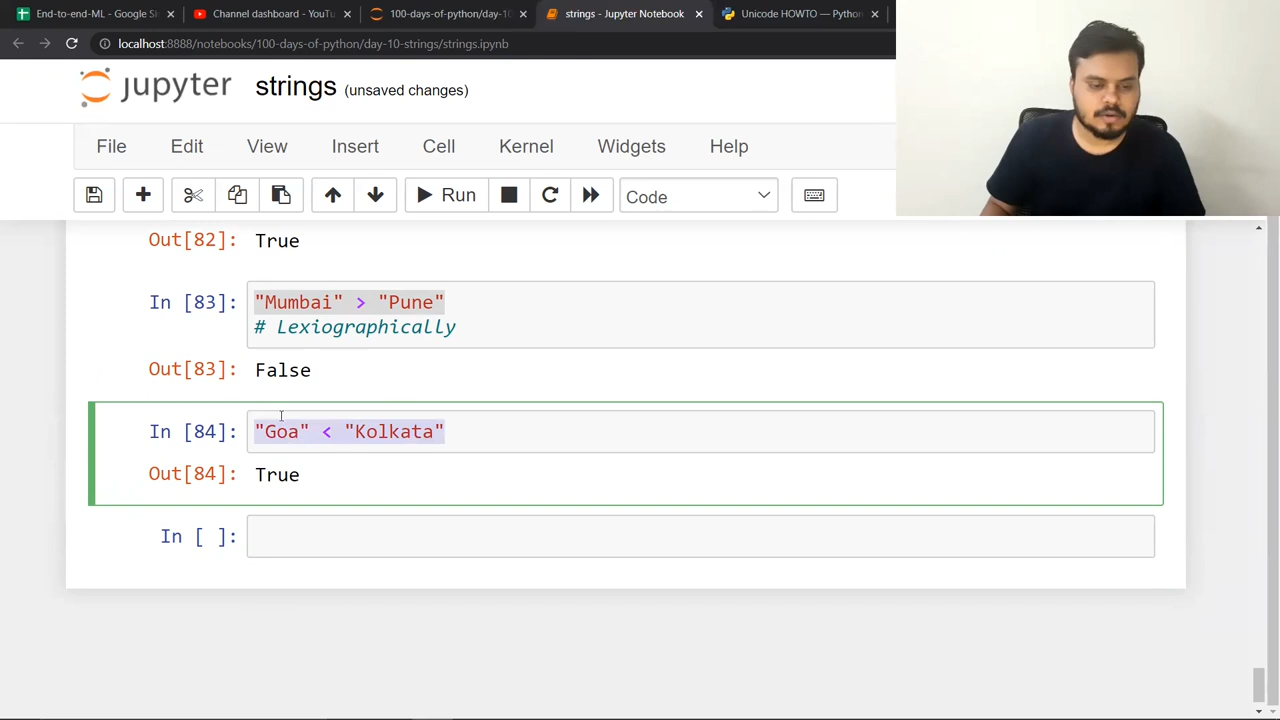 End-to-end-ML - Google Sh
Channel dashboard - YouTu
100-days-of-python/day-10
strings - Jupyter Notebook
Unicode HOWTO — Python
localhost:8888/notebooks/100-days-of-python/day-10-strings/strings.ipynb
jupyter strings (unsaved changes)
File Edit View Insert Cell Kernel Widgets Help
Run Code
Out[82]: True
In [83]: "Mumbai" > "Pune"
# Lexiographically
Out[83]: False
In [84]: "Goa" < "Kolkata"
Out[84]: True
In [ ]: